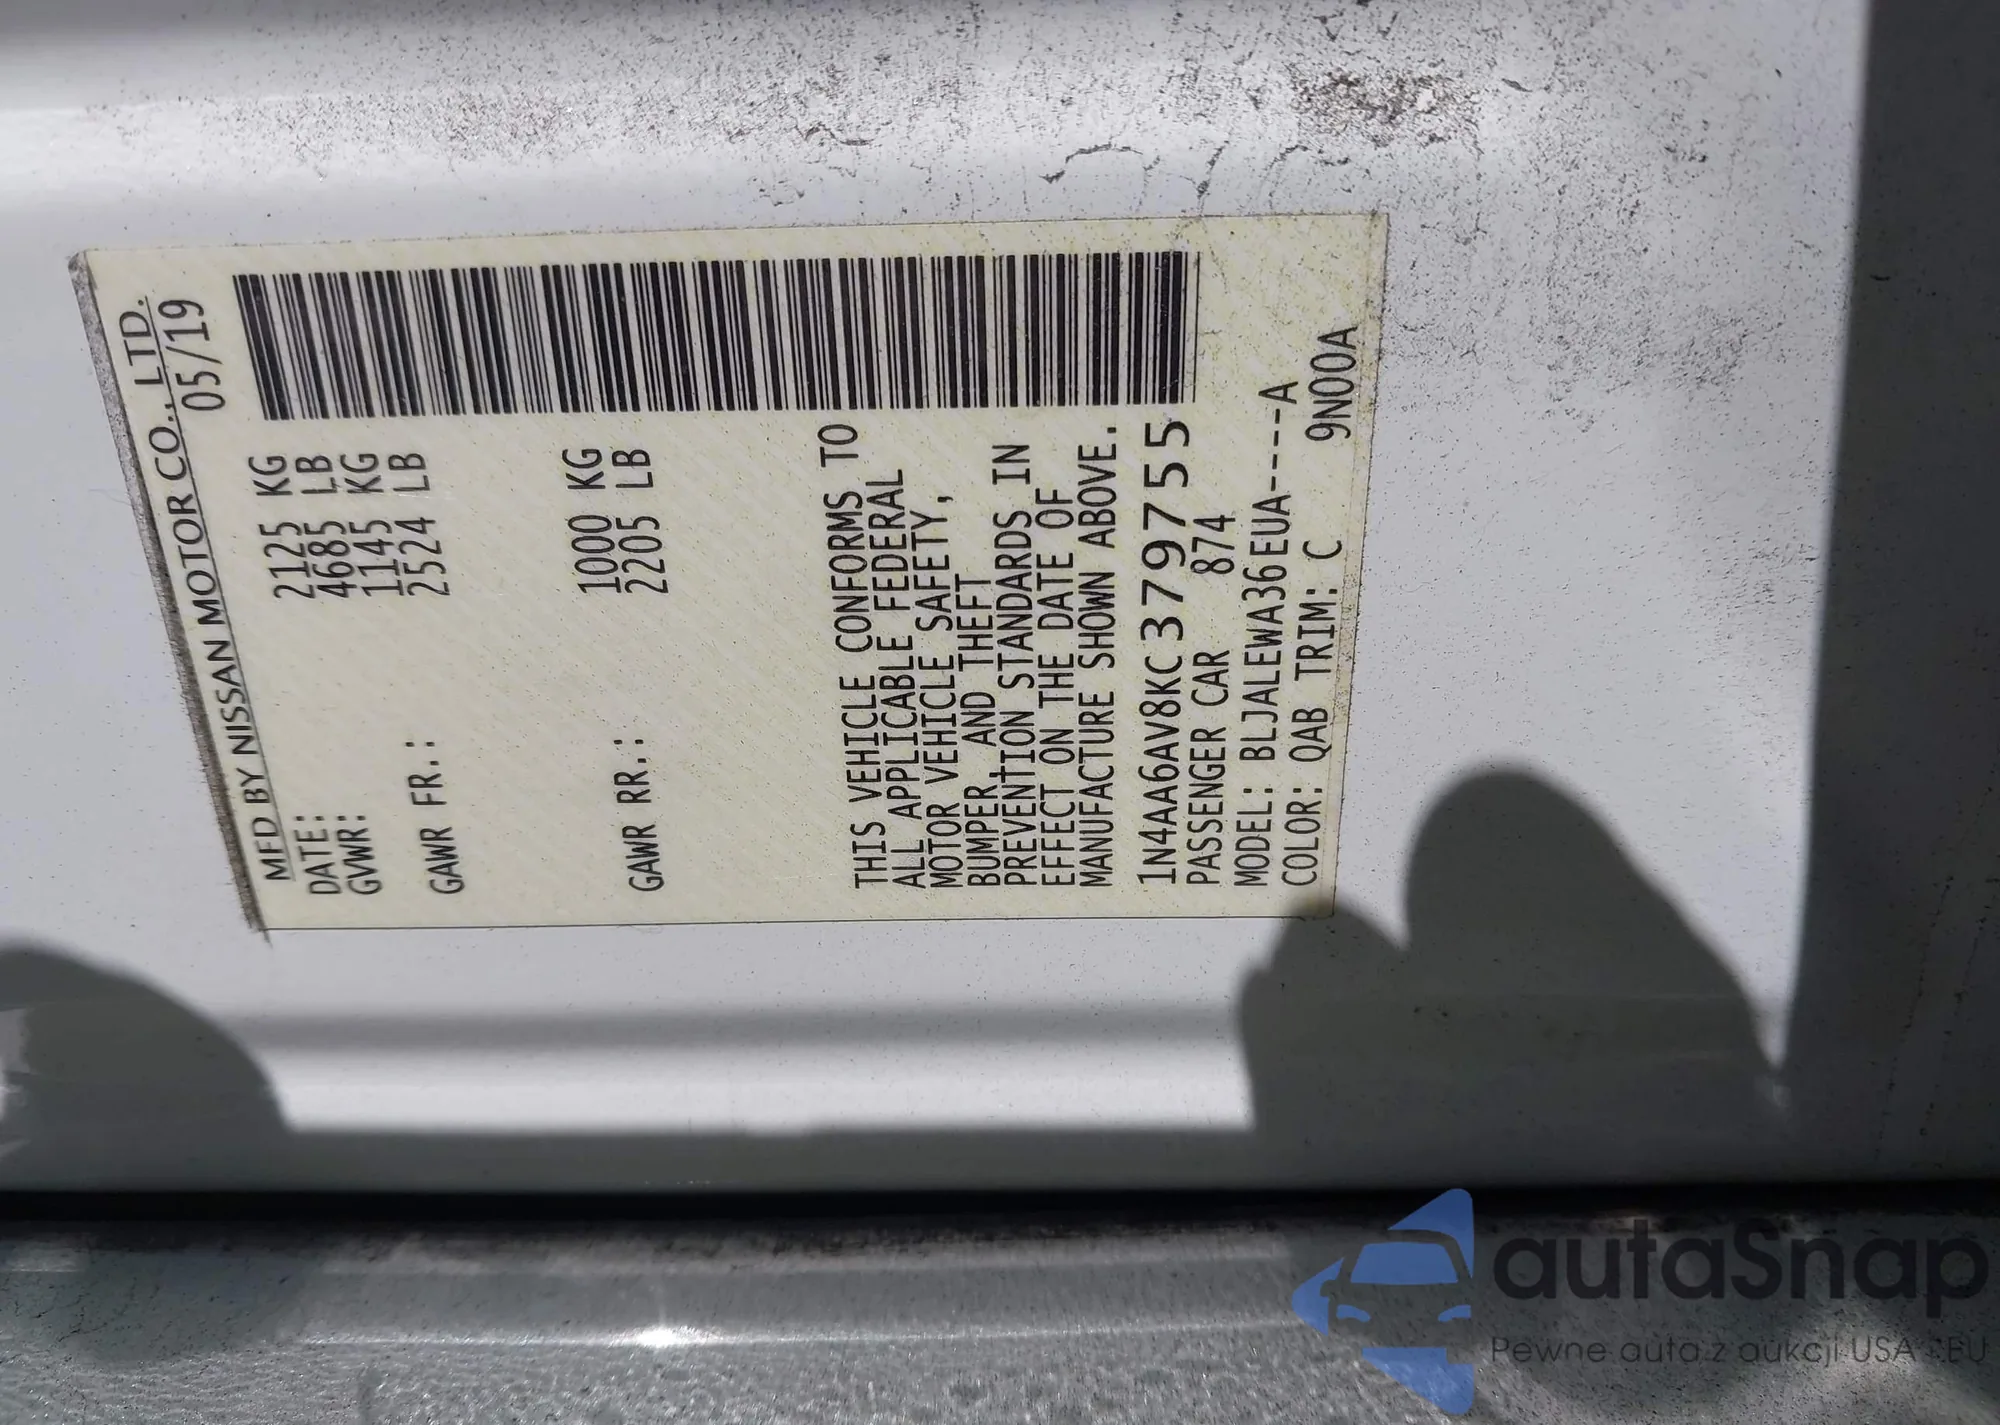 MFD BY NISSAN MOTOR CO., LTD.
DATE: 05/19
GVWR: 2125 KG
4685 LB
GAWR FR.: 1145 KG
2524 LB
GAWR RR.: 1000 KG
2205 LB
THIS VEHICLE CONFORMS TO
ALL APPLICABLE FEDERAL
MOTOR VEHICLE SAFETY,
BUMPER, AND THEFT
PREVENTION STANDARDS IN
EFFECT ON THE DATE OF
MANUFACTURE SHOWN ABOVE.
1N4AA6AV8KC379755
PASSENGER CAR 874
MODEL: BLJALEWA36EUA----A
COLOR: QAB TRIM: C 9N00A
autaSnap
Pewne auta z aukcji USA i EU